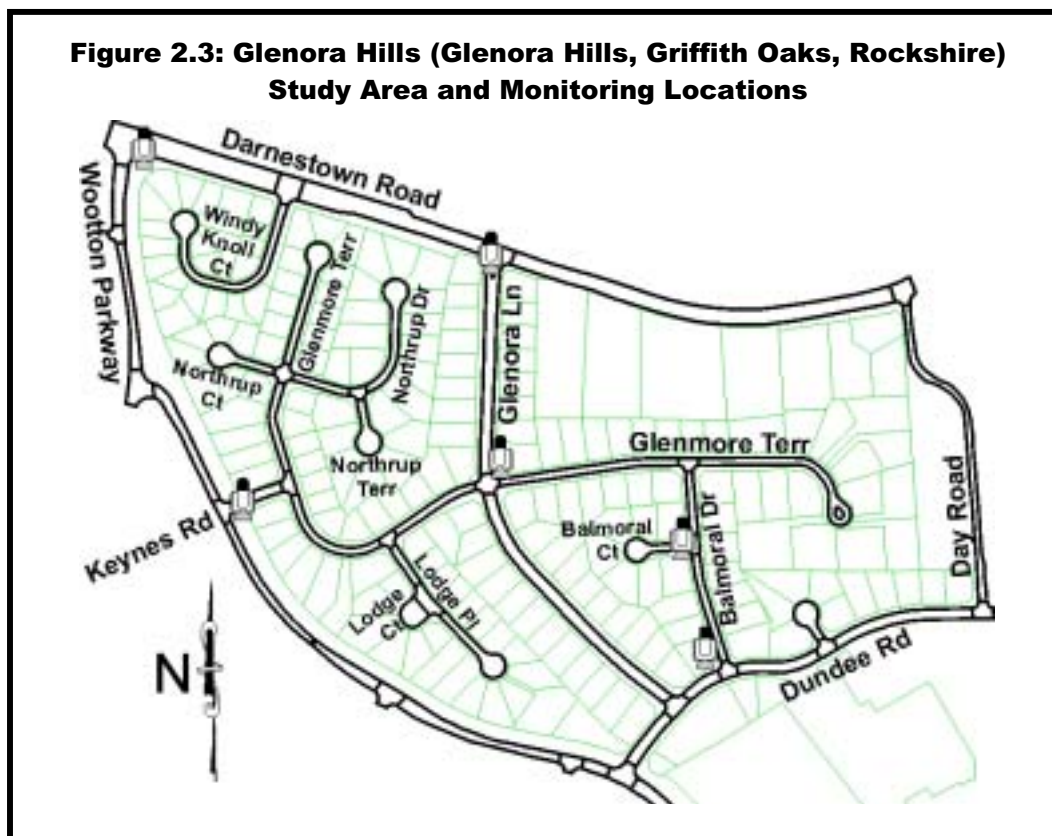 Figure 2.3: Glenora Hills (Glenora Hills, Griffith Oaks, Rockshire)
Study Area and Monitoring Locations
Darnestown Road
Wootton Parkway
Windy
Knoll
Ct
Glenmore Terr
Northrup Dr
Glenora Ln
Northrup
Ct
Northrup
Terr
Glenmore Terr
Keynes Rd
Balmoral
Ct
Balmoral Dr
Day Road
Lodge Pl
Lodge
Ct
Dundee Rd
N